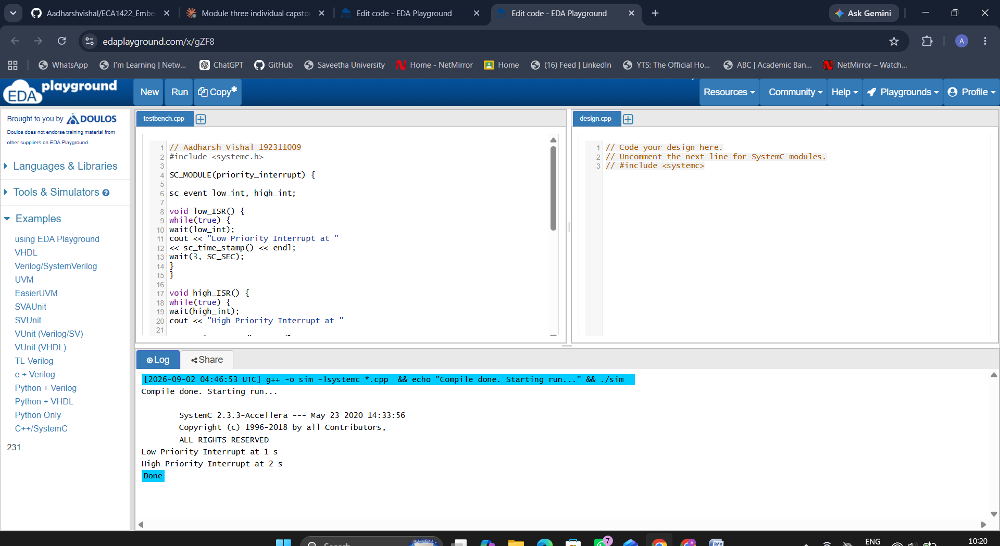 Aadharshvishal/ECA1422_Embe
Module three individual capsto
Edit code - EDA Playground
Edit code - EDA Playground
Ask Gemini
edaplayground.com/x/gZF8
A
WhatsApp
I'm Learning | Netw...
ChatGPT
GitHub
Saveetha University
Home - NetMirror
Home
(16) Feed | LinkedIn
YTS: The Official Ho...
ABC | Academic Ban...
NetMirror – Watch...
EDA playground
New
Run
Copy*
Resources
Community
Help
Playgrounds
Profile
Brought to you by DOULOS
Doulos does not endorse training material from
other suppliers on EDA Playground.
Languages & Libraries
Tools & Simulators
Examples
using EDA Playground
VHDL
Verilog/SystemVerilog
UVM
EasierUVM
SVAUnit
SVUnit
VUnit (Verilog/SV)
VUnit (VHDL)
TL-Verilog
e + Verilog
Python + Verilog
Python + VHDL
Python Only
C++/SystemC
231
testbench.cpp
1 // Aadharsh Vishal 192311009
2 #include <systemc.h>
3
4 SC_MODULE(priority_interrupt) {
5
6 sc_event low_int, high_int;
7
8 void low_ISR() {
9 while(true) {
10 wait(low_int);
11 cout << "Low Priority Interrupt at "
12 << sc_time_stamp() << endl;
13 wait(3, SC_SEC);
14 }
15 }
16
17 void high_ISR() {
18 while(true) {
19 wait(high_int);
20 cout << "High Priority Interrupt at "
21
design.cpp
1 // Code your design here.
2 // Uncomment the next line for SystemC modules.
3 // #include <systemc>
Log
Share
[2026-09-02 04:46:53 UTC] g++ -o sim -lsystemc *.cpp && echo "Compile done. Starting run..." && ./sim
Compile done. Starting run...
SystemC 2.3.3-Accellera --- May 23 2020 14:33:56
Copyright (c) 1996-2018 by all Contributors,
ALL RIGHTS RESERVED
Low Priority Interrupt at 1 s
High Priority Interrupt at 2 s
Done
Search
7
A
ENG
10:20